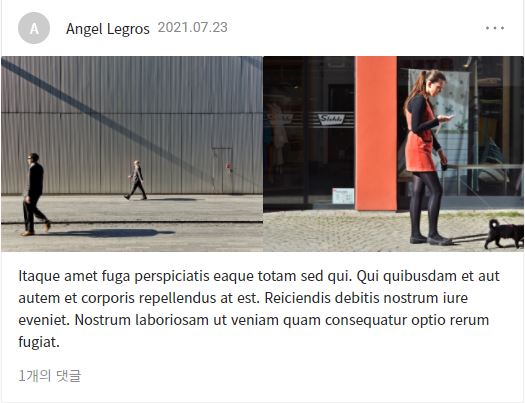 A
Angel Legros 2021.07.23
Itaque amet fuga perspiciatis eaque totam sed qui. Qui quibusdam et aut
autem et corporis repellendus at est. Reiciendis debitis nostrum iure
eveniet. Nostrum laboriosam ut veniam quam consequatur optio rerum
fugiat.
1개의 댓글